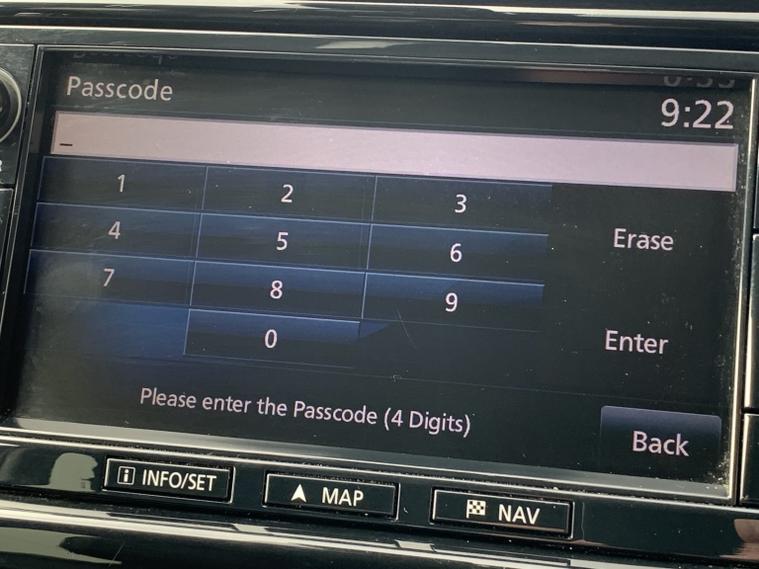 Passcode
9:22
_
1 2 3
4 5 6
7 8 9
0
Erase
Enter
Please enter the Passcode (4 Digits)
Back
i INFO/SET
MAP
NAV